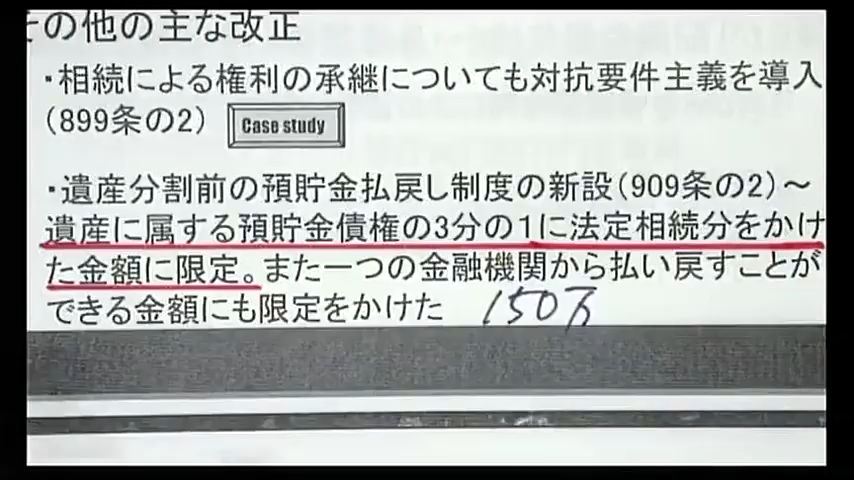 その他の主な改正
・相続による権利の承継についても対抗要件主義を導入
（899条の2） Case study
・遺産分割前の預貯金払戻し制度の新設（909条の2）～
遺産に属する預貯金債権の3分の1に法定相続分をかけ
た金額に限定。また一つの金融機関から払い戻すことが
できる金額にも限定をかけた 150万